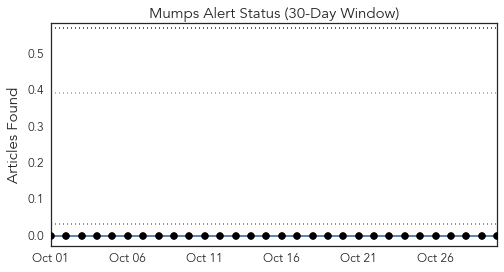 Mumps Alert Status (30-Day Window)
Articles Found
0.5
0.4
0.3
0.2
0.1
0.0
Oct 01 Oct 06 Oct 11 Oct 16 Oct 21 Oct 26